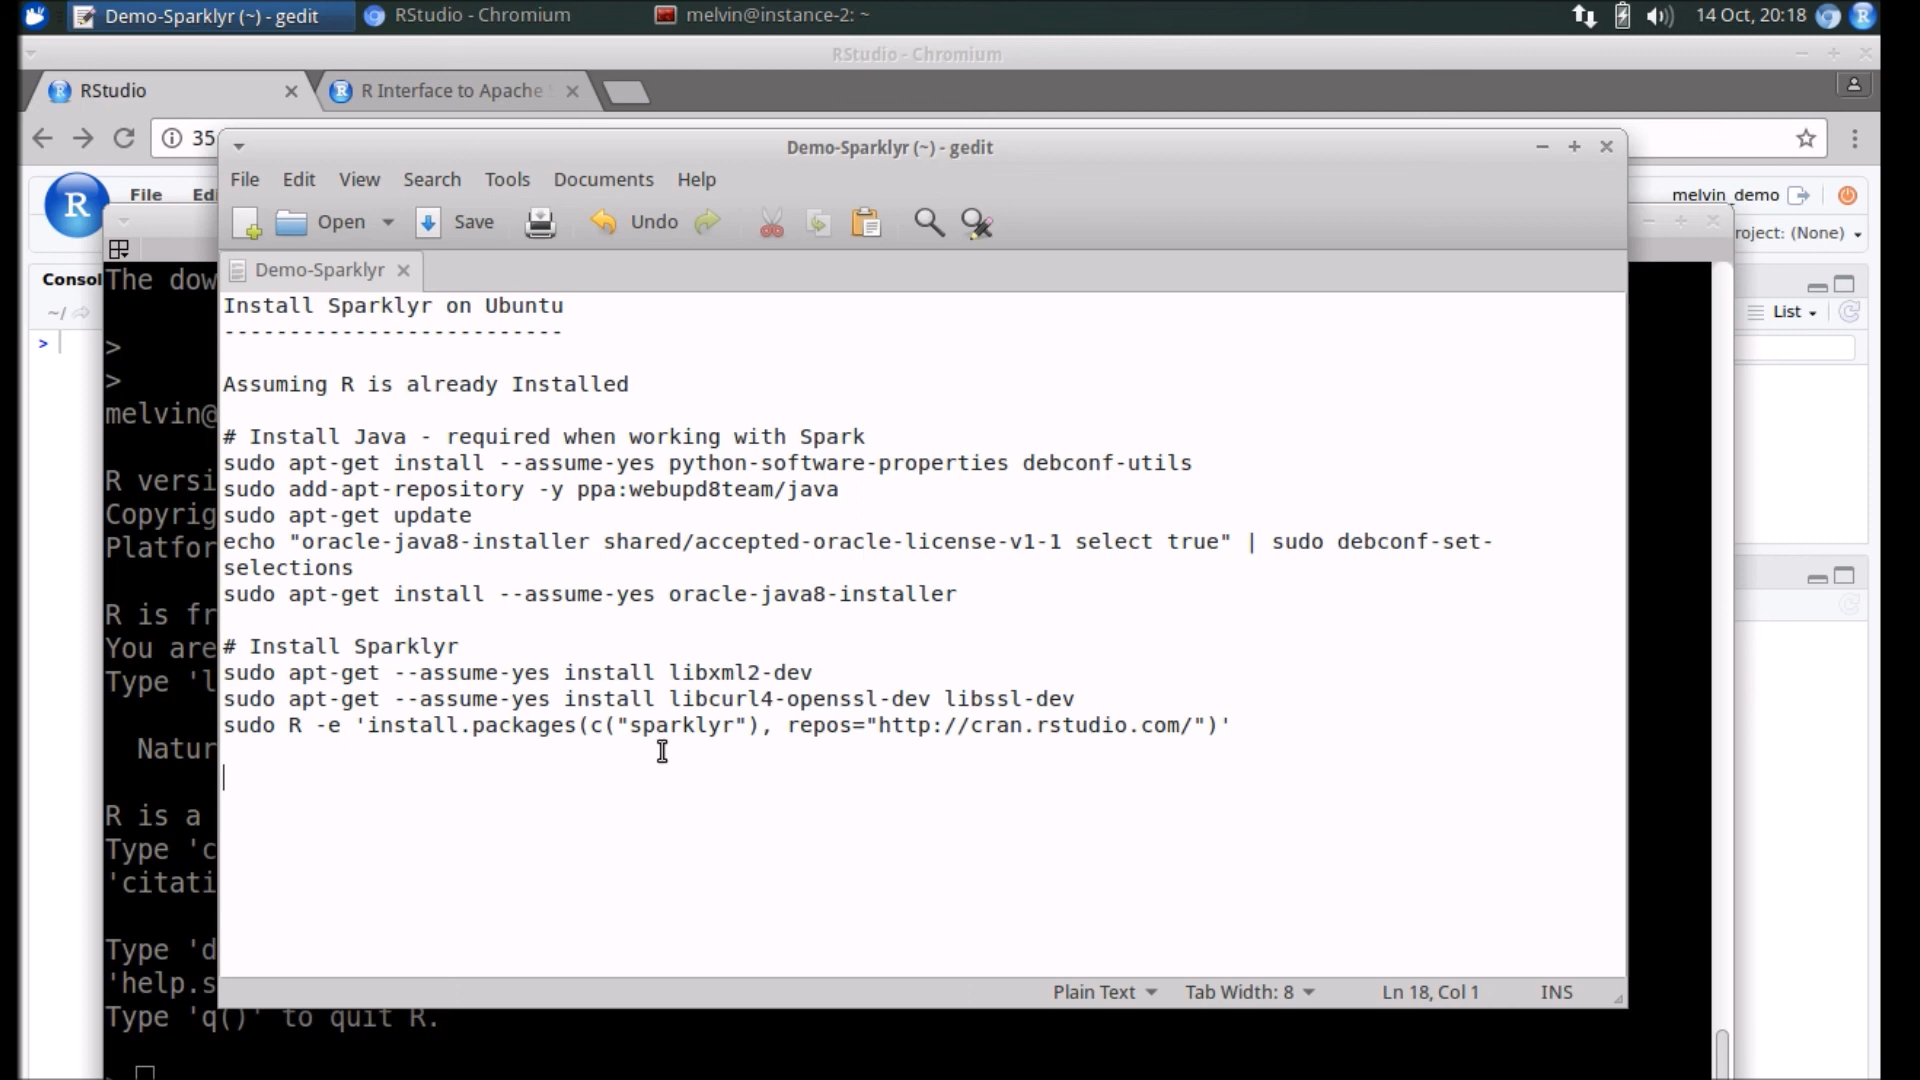 Demo-Sparklyr (~) - gedit
RStudio - Chromium
melvin@instance-2: ~
14 Oct, 20:18
RStudio - Chromium
RStudio
R Interface to Apache
35
Demo-Sparklyr (~) - gedit
File Edit View Search Tools Documents Help
Open Save Undo
Demo-Sparklyr
Install Sparklyr on Ubuntu
--------------------------
Assuming R is already Installed
# Install Java - required when working with Spark
sudo apt-get install --assume-yes python-software-properties debconf-utils
sudo add-apt-repository -y ppa:webupd8team/java
sudo apt-get update
echo "oracle-java8-installer shared/accepted-oracle-license-v1-1 select true" | sudo debconf-set-
selections
sudo apt-get install --assume-yes oracle-java8-installer
# Install Sparklyr
sudo apt-get --assume-yes install libxml2-dev
sudo apt-get --assume-yes install libcurl4-openssl-dev libssl-dev
sudo R -e 'install.packages(c("sparklyr"), repos="http://cran.rstudio.com/")'
Plain Text Tab Width: 8 Ln 18, Col 1 INS
R
File Edi
melvin_demo
roject: (None)
Consol
~/
>
List
The dow
>
>
melvin@
R versi
Copyrig
Platfor
R is fr
You are
Type 'l
Natur
R is a
Type 'c
'citati
Type 'd
'help.s
Type 'q()' to quit R.